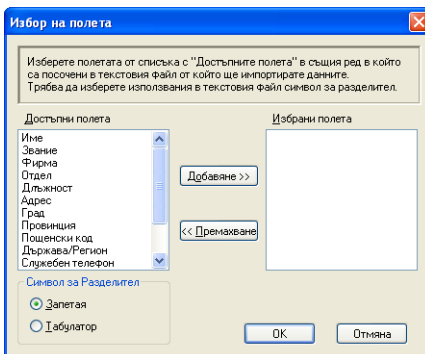 Избор на полета
Изберете полетата от списъка с "Достъпните полета" в същия ред в който
са посочени в текстовия файл от който ще импортирате данните.
Трябва да изберете използвания в текстовия файл символ за разделител.
Достъпни полета
Избрани полета
Име
Звание
Фирма
Отдел
Длъжност
Адрес
Град
Провинция
Пощенски код
Държава/Регион
Служебен телефон
Добавяне >>
<< Премахване
Символ за Разделител
Запетая
Табулатор
OK
Отмяна